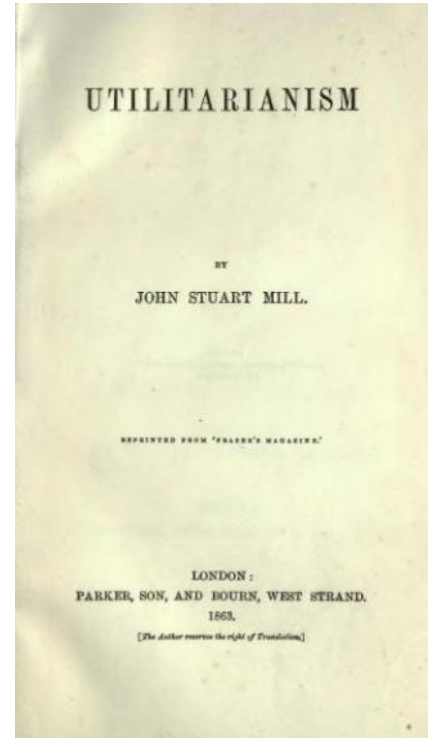 UTILITARIANISM
BY
JOHN STUART MILL.
REPRINTED FROM 'FRASER'S MAGAZINE.'
LONDON:
PARKER, SON, AND BOURN, WEST STRAND.
1863.
[The Author reserves the right of Translation.]